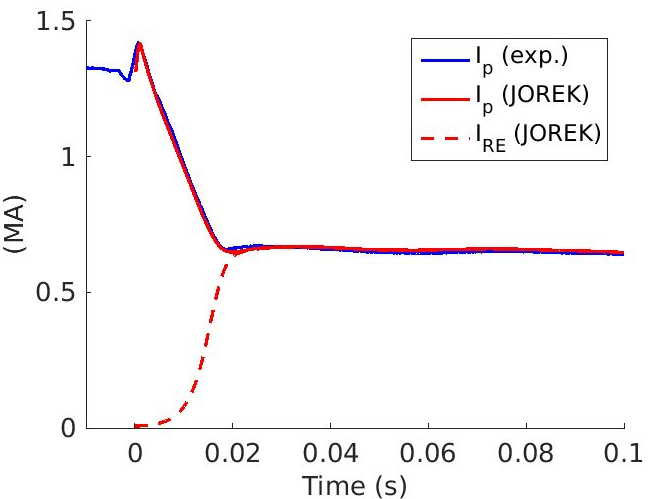 1.5
1
0.5
0
(MA)
I_p (exp.)
I_p (JOREK)
I_RE (JOREK)
0 0.02 0.04 0.06 0.08 0.1
Time (s)